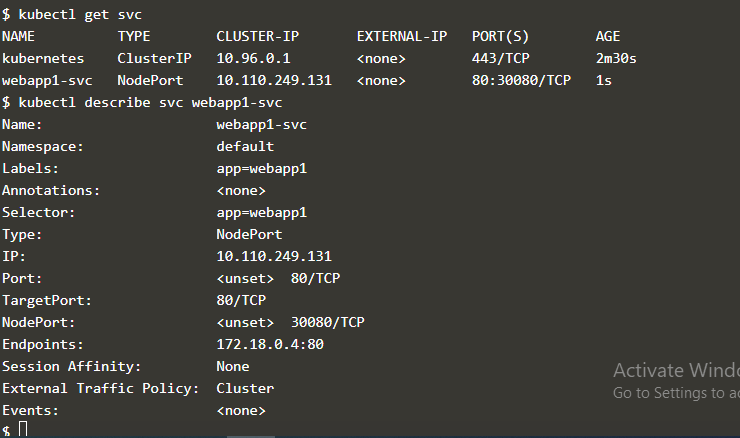 $ kubectl get svc
NAME TYPE CLUSTER-IP EXTERNAL-IP PORT(S) AGE
kubernetes ClusterIP 10.96.0.1 <none> 443/TCP 2m30s
webapp1-svc NodePort 10.110.249.131 <none> 80:30080/TCP 1s
$ kubectl describe svc webapp1-svc
Name: webapp1-svc
Namespace: default
Labels: app=webapp1
Annotations: <none>
Selector: app=webapp1
Type: NodePort
IP: 10.110.249.131
Port: <unset> 80/TCP
TargetPort: 80/TCP
NodePort: <unset> 30080/TCP
Endpoints: 172.18.0.4:80
Session Affinity: None
External Traffic Policy: Cluster
Events: <none>
$
Activate Windo
Go to Settings to a